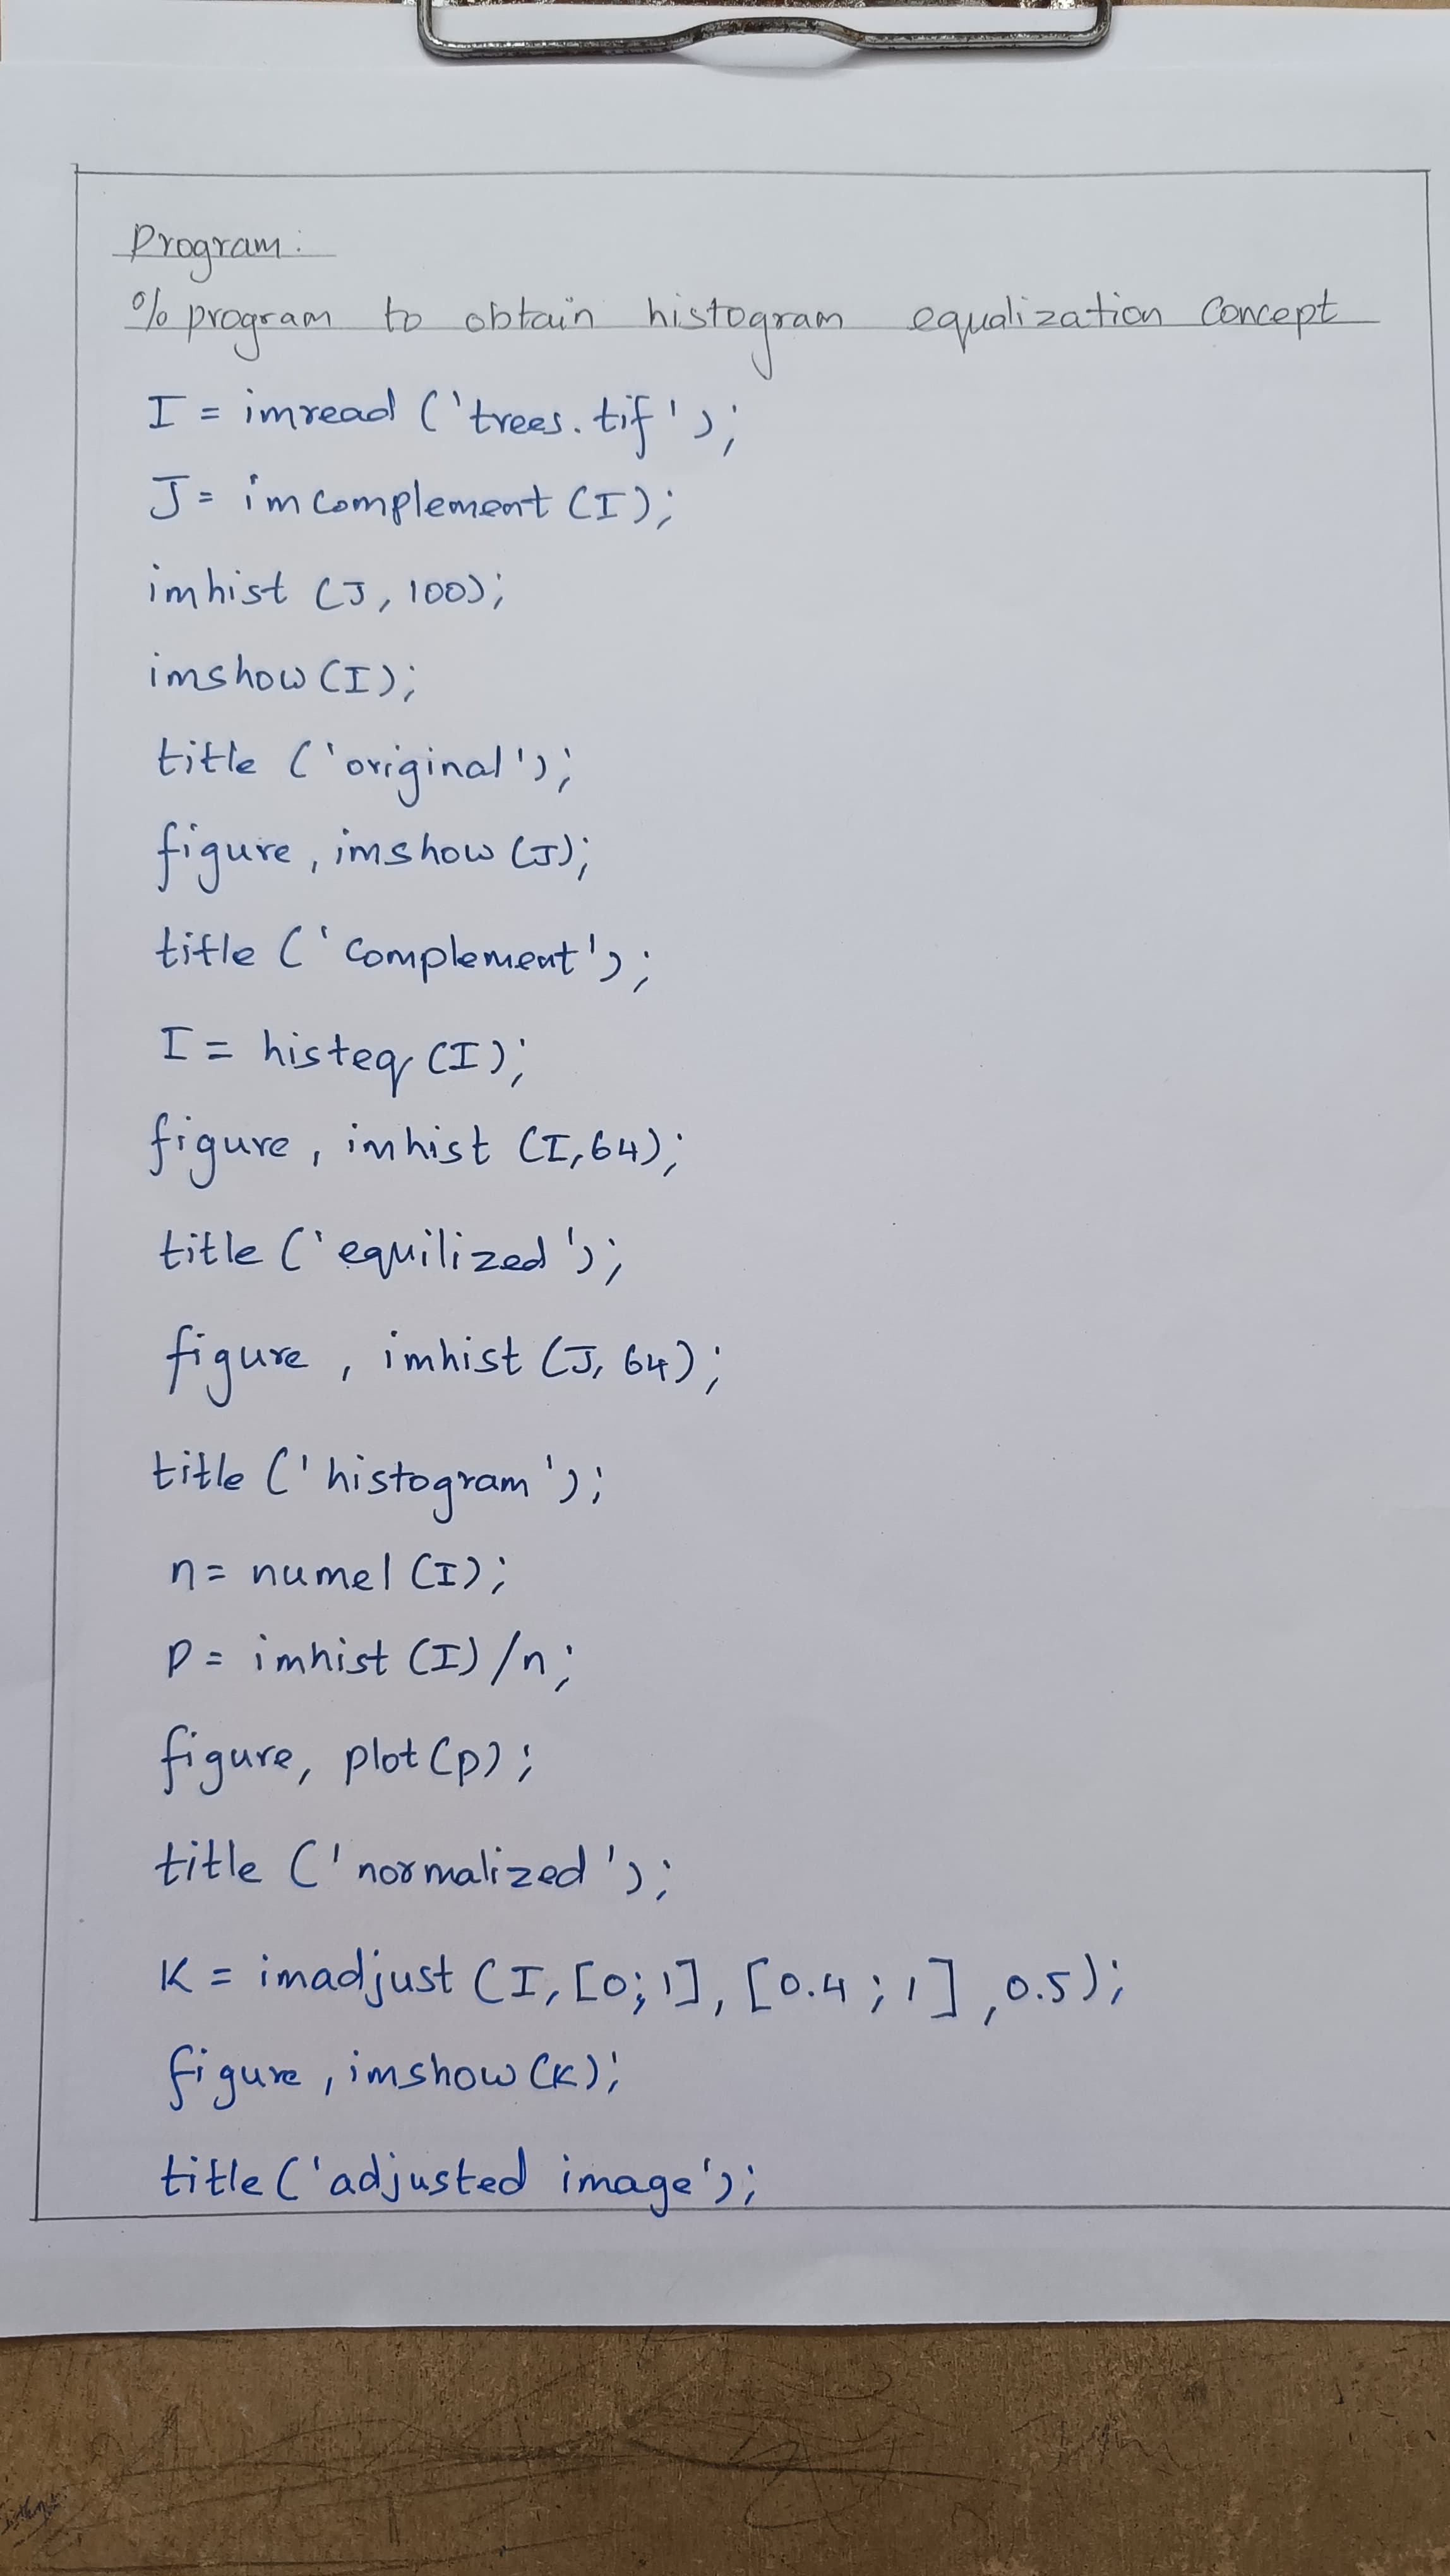 Program:
% program to obtain histogram equalization concept
I = imread ('trees.tif');
J = imcomplement (I);
imhist (J, 100);
imshow (I);
title ('original');
figure, imshow (J);
title ('complement');
I = histeq (I);
figure, imhist (I, 64);
title ('equilized');
figure, imhist (J, 64);
title ('histogram');
n = numel (I);
p = imhist (I) /n;
figure, plot (p);
title ('normalized');
K = imadjust (I, [0; 1], [0.4; 1], 0.5);
figure, imshow (K);
title ('adjusted image');